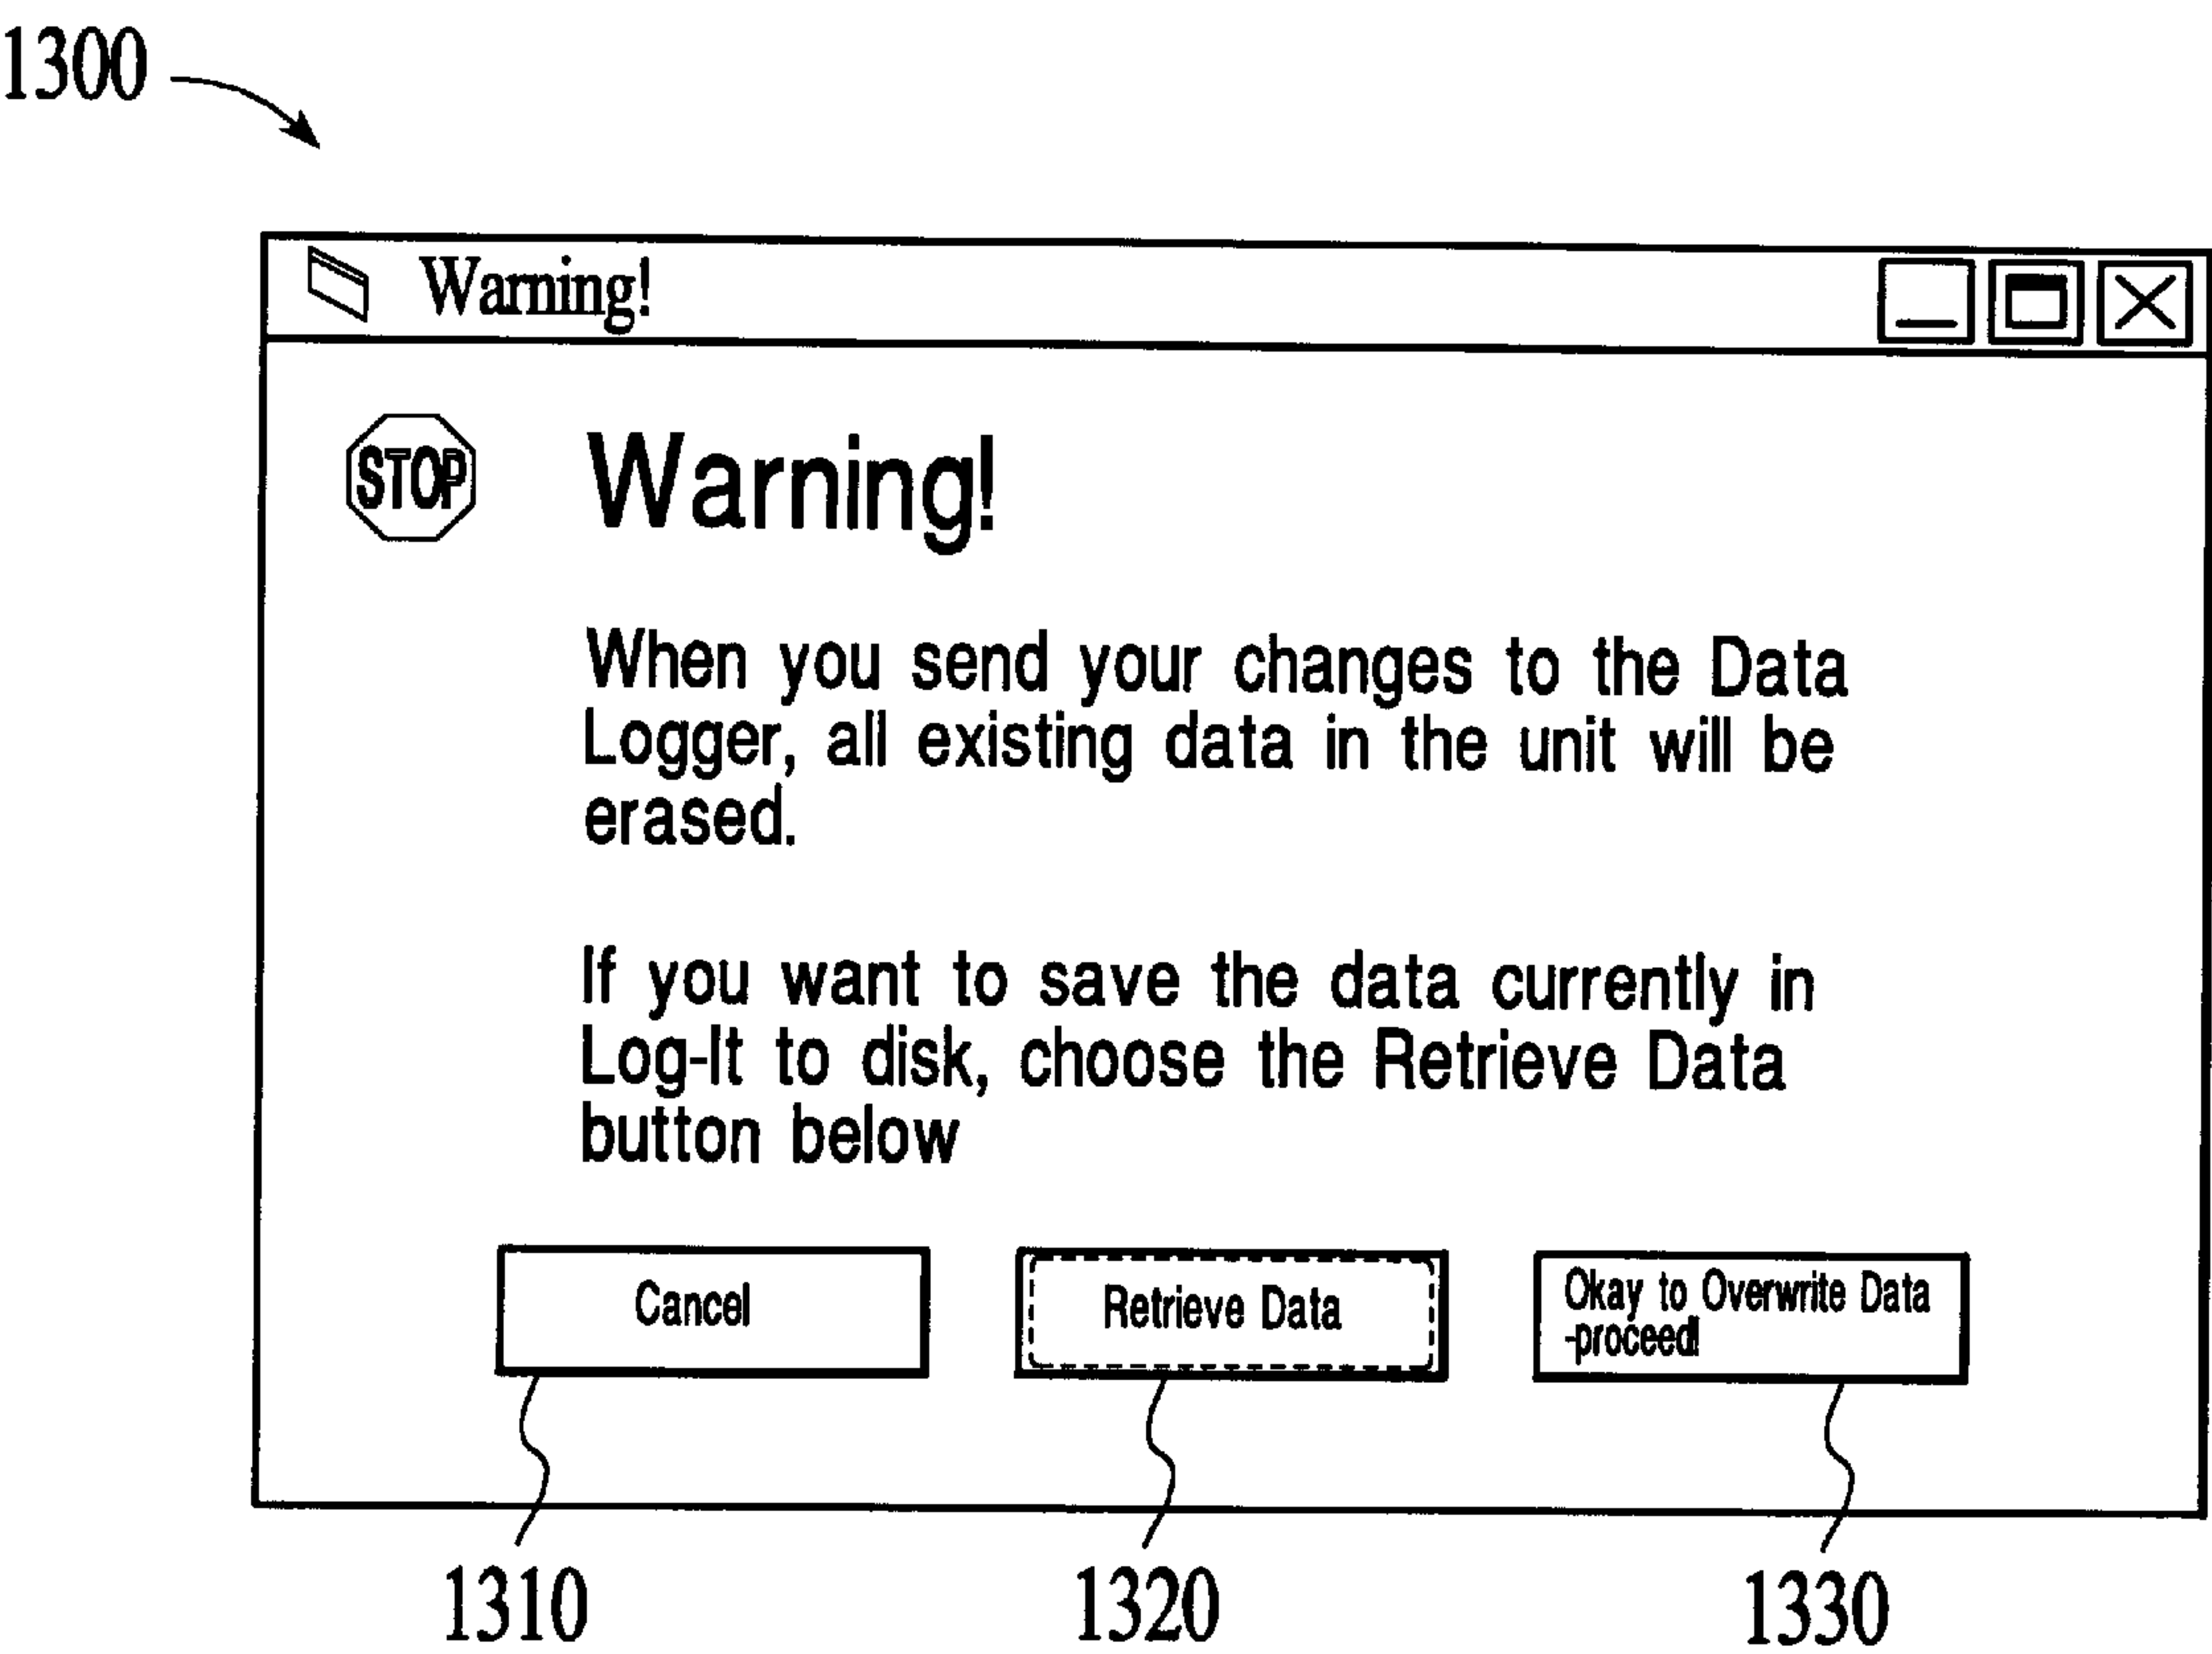 1300
Warning!
STOP
Warning!
When you send your changes to the Data
Logger, all existing data in the unit will be
erased.
If you want to save the data currently in
Log-It to disk, choose the Retrieve Data
button below
Cancel
Retrieve Data
Okay to Overwrite Data
-proceed!
1310
1320
1330